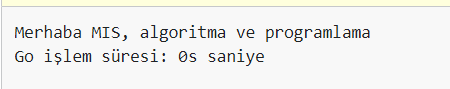 Merhaba MIS, algoritma ve programlama
Go işlem süresi: 0s saniye